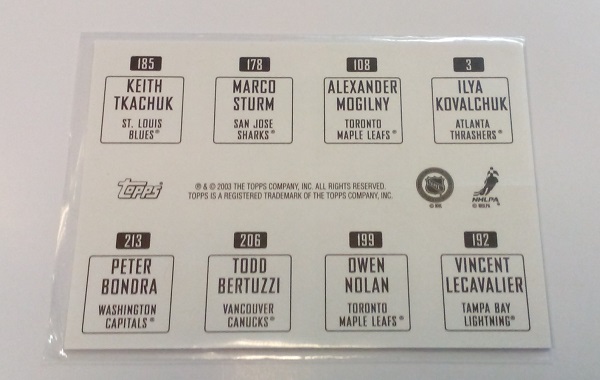 185
KEITH
TKACHUK
ST. LOUIS
BLUES®
178
MARCO
STURM
SAN JOSE
SHARKS®
108
ALEXANDER
MOGILNY
TORONTO
MAPLE LEAFS®
3
ILYA
KOVALCHUK
ATLANTA
THRASHERS®
Topps
® & © 2003 THE TOPPS COMPANY, INC. ALL RIGHTS RESERVED.
TOPPS IS A REGISTERED TRADEMARK OF THE TOPPS COMPANY, INC.
NHL
© NHL
NHLPA
© NHLPA
213
PETER
BONDRA
WASHINGTON
CAPITALS®
206
TODD
BERTUZZI
VANCOUVER
CANUCKS®
199
OWEN
NOLAN
TORONTO
MAPLE LEAFS®
192
VINCENT
LECAVALIER
TAMPA BAY
LIGHTNING®